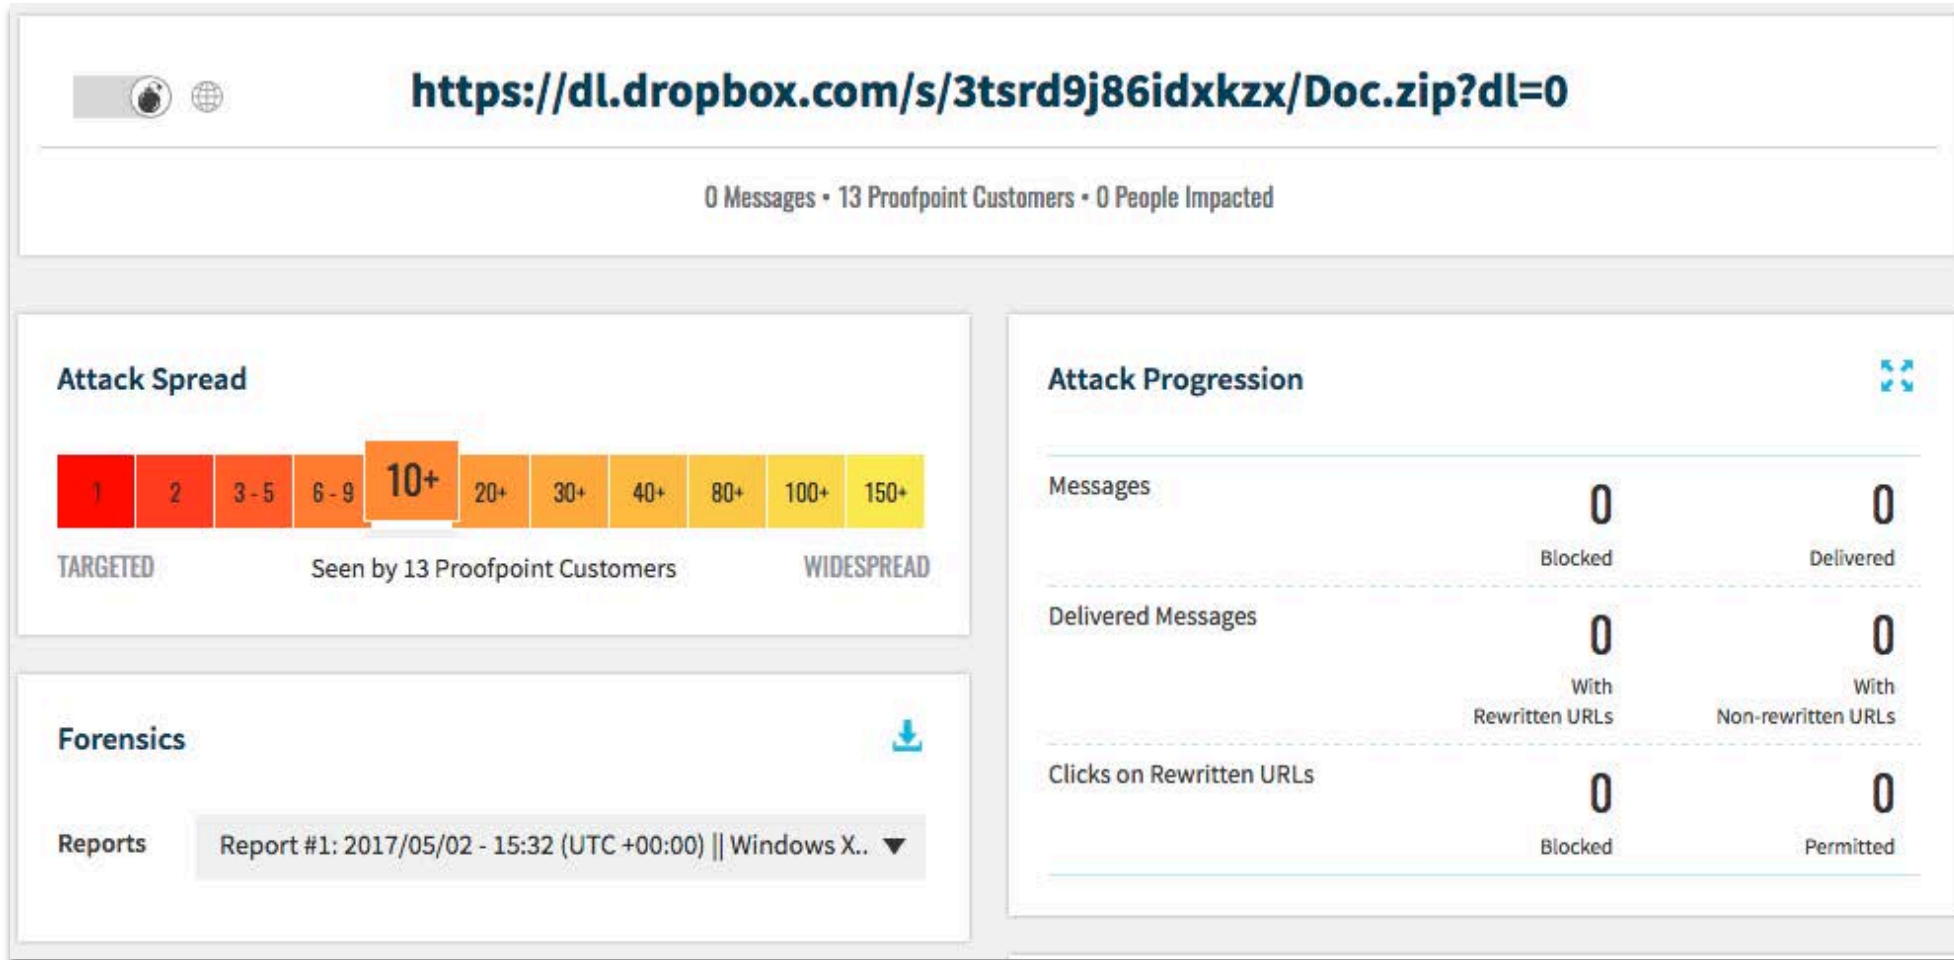 https://dl.dropbox.com/s/3tsrd9j86idxkzx/Doc.zip?dl=0
0 Messages • 13 Proofpoint Customers • 0 People Impacted
Attack Spread
1 2 3 - 5 6 - 9 10+ 20+ 30+ 40+ 80+ 100+ 150+
TARGETED Seen by 13 Proofpoint Customers WIDESPREAD
Forensics
Reports Report #1: 2017/05/02 - 15:32 (UTC +00:00) || Windows X..
Attack Progression
Messages 0 0
Blocked Delivered
Delivered Messages 0 0
With With
Rewritten URLs Non-rewritten URLs
Clicks on Rewritten URLs 0 0
Blocked Permitted